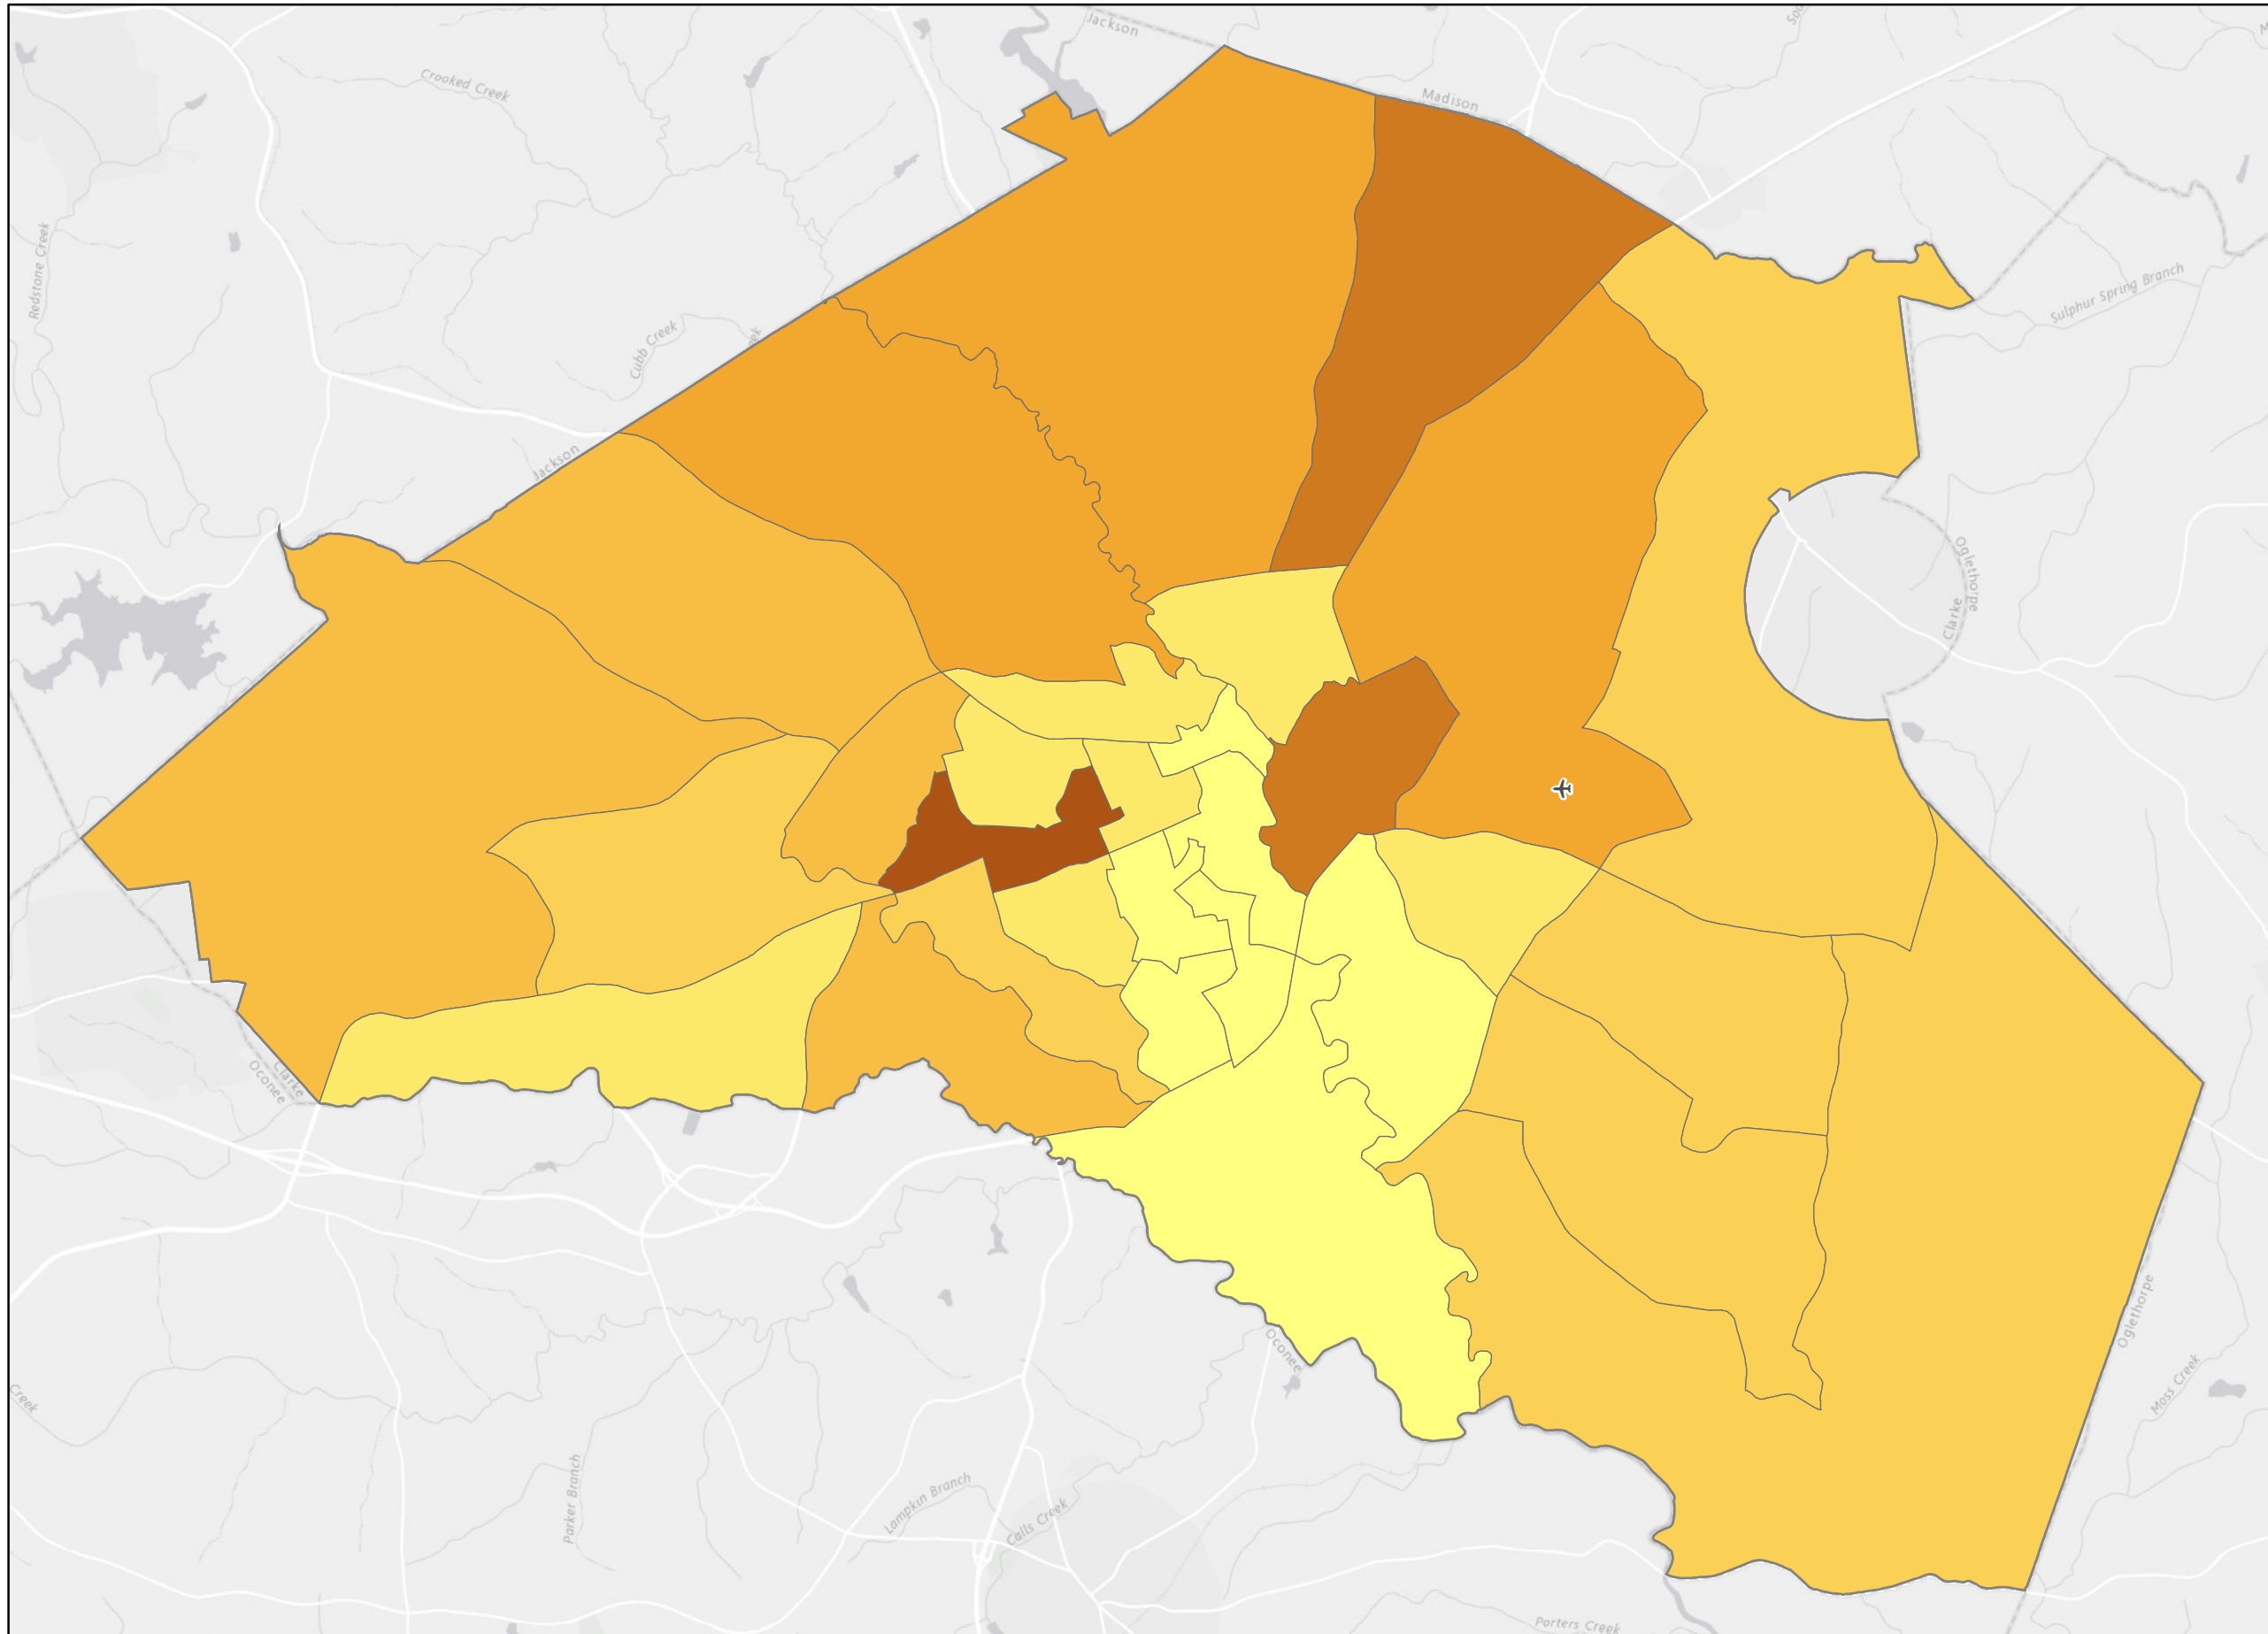 Jackson
Crooked Creek
Madison
Redstone Creek
Sulphur Spring Branch
Cubb Creek
eek
Jackson
Oglethorpe
Clarke
Clarke
Oconee
Oglethorpe
Oconee
Creek
Moss Creek
Parker Branch
Lampkin Branch
Calls Creek
Porters Creek